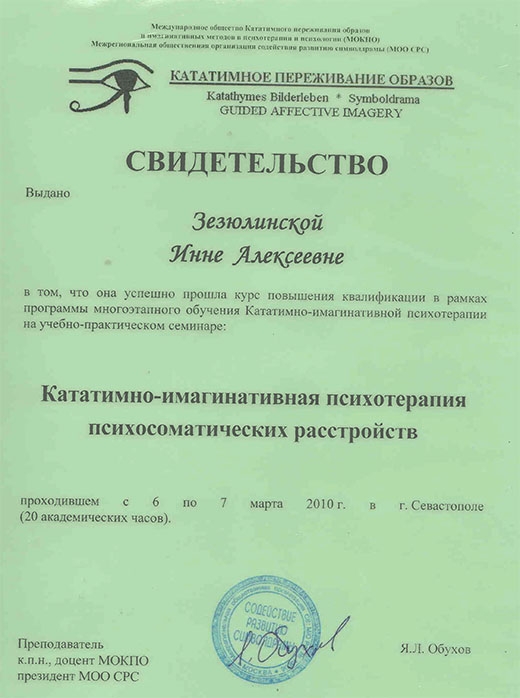 Международное общество Кататимного переживания образов
и имагинативных методов в психотерапии и психологии (МОКПО)
Межрегиональная общественная организация содействия развитию символдрамы (МОО СРС)
КАТАТИМНОЕ ПЕРЕЖИВАНИЕ ОБРАЗОВ
Katathymes Bilderleben * Symboldrama
GUIDED AFFECTIVE IMAGERY
СВИДЕТЕЛЬСТВО
Выдано
Зезюлинской
Инне Алексеевне
в том, что она успешно прошла курс повышения квалификации в рамках
программы многоэтапного обучения Кататимно-имагинативной психотерапии
на учебно-практическом семинаре:
Кататимно-имагинативная психотерапия
психосоматических расстройств
проходившем с 6 по 7 марта 2010 г. в г. Севастополе
(20 академических часов).
СОДЕЙСТВИЕ
РАЗВИТИЮ
СИМВОЛДРАМЫ
МОСКВА
Преподаватель
к.п.н., доцент МОКПО
президент МОО СРС
Я.Л. Обухов